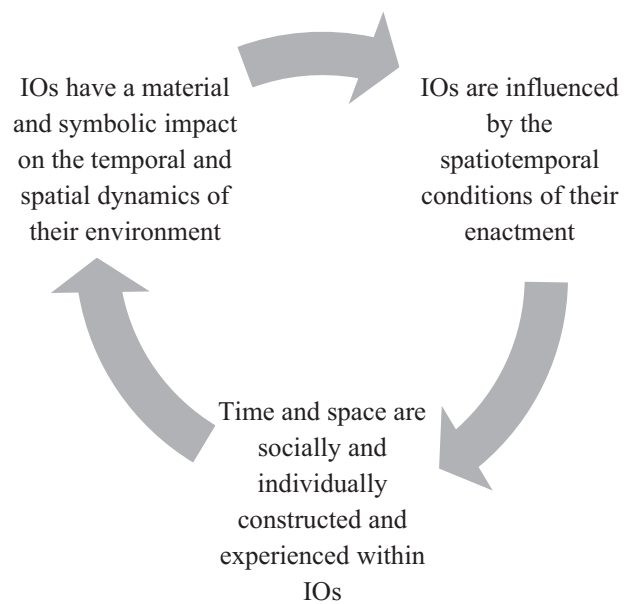 IOs have a material
and symbolic impact
on the temporal and
spatial dynamics of
their environment
IOs are influenced
by the
spatiotemporal
conditions of their
enactment
Time and space are
socially and
individually
constructed and
experienced within
IOs